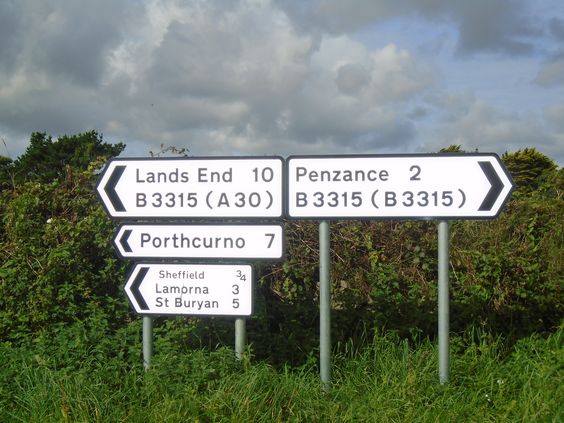 Lands End 10
B3315 (A30)
Penzance 2
B3315 (B3315)
Porthcurno 7
Sheffield ¾
Lamorna 3
St Buryan 5